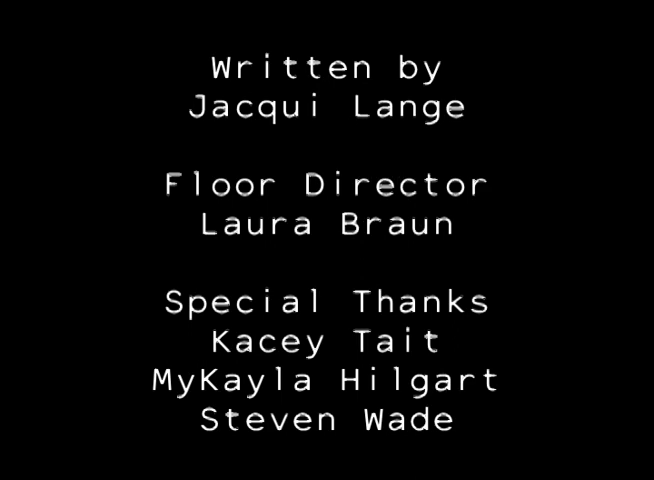 Written by
Jacqui Lange
Floor Director
Laura Braun
Special Thanks
Kacey Tait
MyKayla Hilgart
Steven Wade